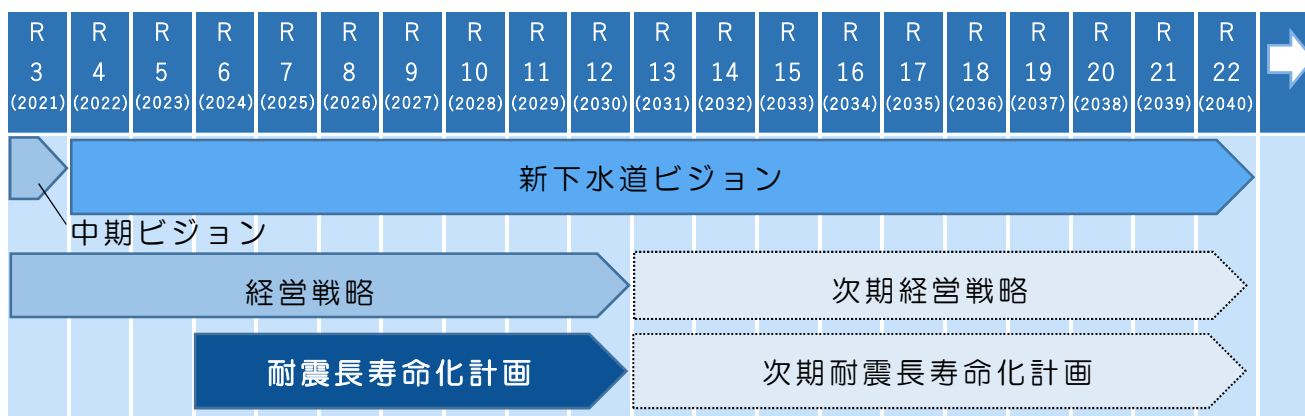 R R R R R R R R R R R R R R R R R R R R
3 4 5 6 7 8 9 10 11 12 13 14 15 16 17 18 19 20 21 22
(2021) (2022) (2023) (2024) (2025) (2026) (2027) (2028) (2029) (2030) (2031) (2032) (2033) (2034) (2035) (2036) (2037) (2038) (2039) (2040)
新下水道ビジョン
中期ビジョン
経営戦略 次期経営戦略
耐震長寿命化計画 次期耐震長寿命化計画